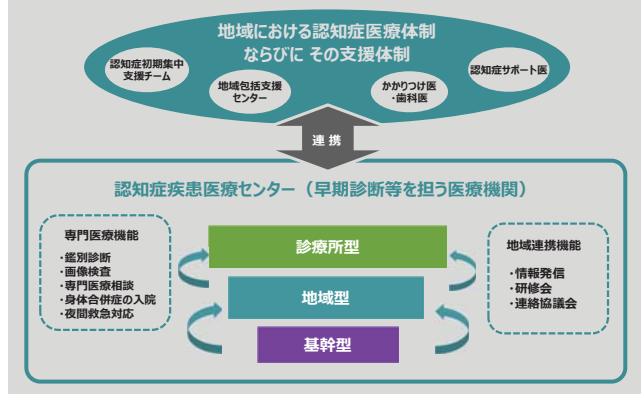 地域における認知症医療体制
ならびに その支援体制
認知症初期集中
支援チーム
地域包括支援
センター
かかりつけ医
・歯科医
認知症サポート医
連 携
認知症疾患医療センター（早期診断等を担う医療機関）
専門医療機能
・鑑別診断
・画像検査
・専門医療相談
・身体合併症の入院
・夜間救急対応
診療所型
地域型
基幹型
地域連携機能
・情報発信
・研修会
・連絡協議会